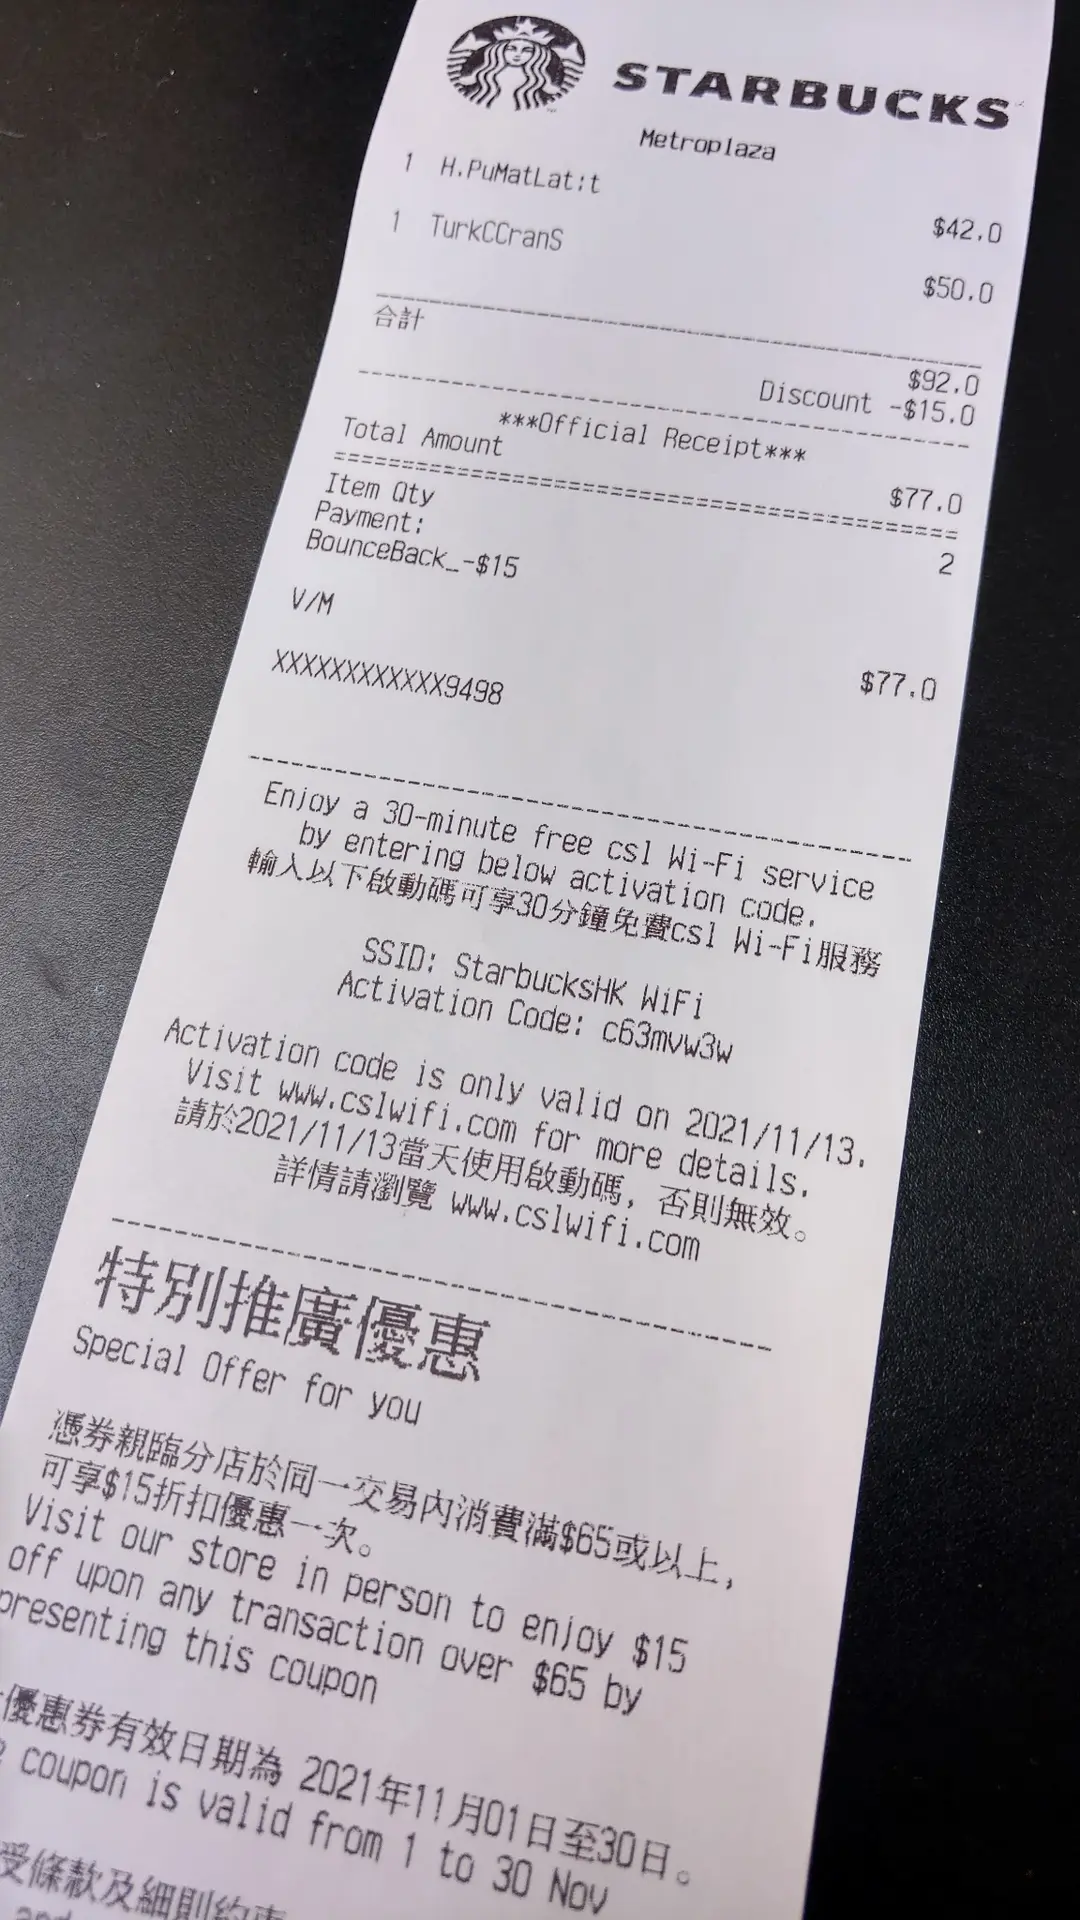 STARBUCKS
Metroplaza
1 H.PuMatLat:t
$42.0
1 TurkCCranS
$50.0
合計
$92.0
Discount -$15.0
***Official Receipt***
Total Amount
$77.0
Item Qty
2
Payment:
BounceBack_-$15
V/M
XXXXXXXXXXXX9498
$77.0
Enjoy a 30-minute free csl Wi-Fi service
by entering below activation code.
輸入以下啟動碼可享30分鐘免費csl Wi-Fi服務
SSID: StarbucksHK WiFi
Activation Code: c63mvw3w
Activation code is only valid on 2021/11/13.
Visit www.cslwifi.com for more details.
請於2021/11/13當天使用啟動碼，否則無效。
詳情請瀏覽 www.cslwifi.com
特別推廣優惠
Special Offer for you
憑券親臨分店於同一交易內消費滿$65或以上，
可享$15折扣優惠一次。
Visit our store in person to enjoy $15
off upon any transaction over $65 by
presenting this coupon
優惠券有效日期為 2021年11月01日至30日。
coupon is valid from 1 to 30 Nov
受條款及細則約束
and